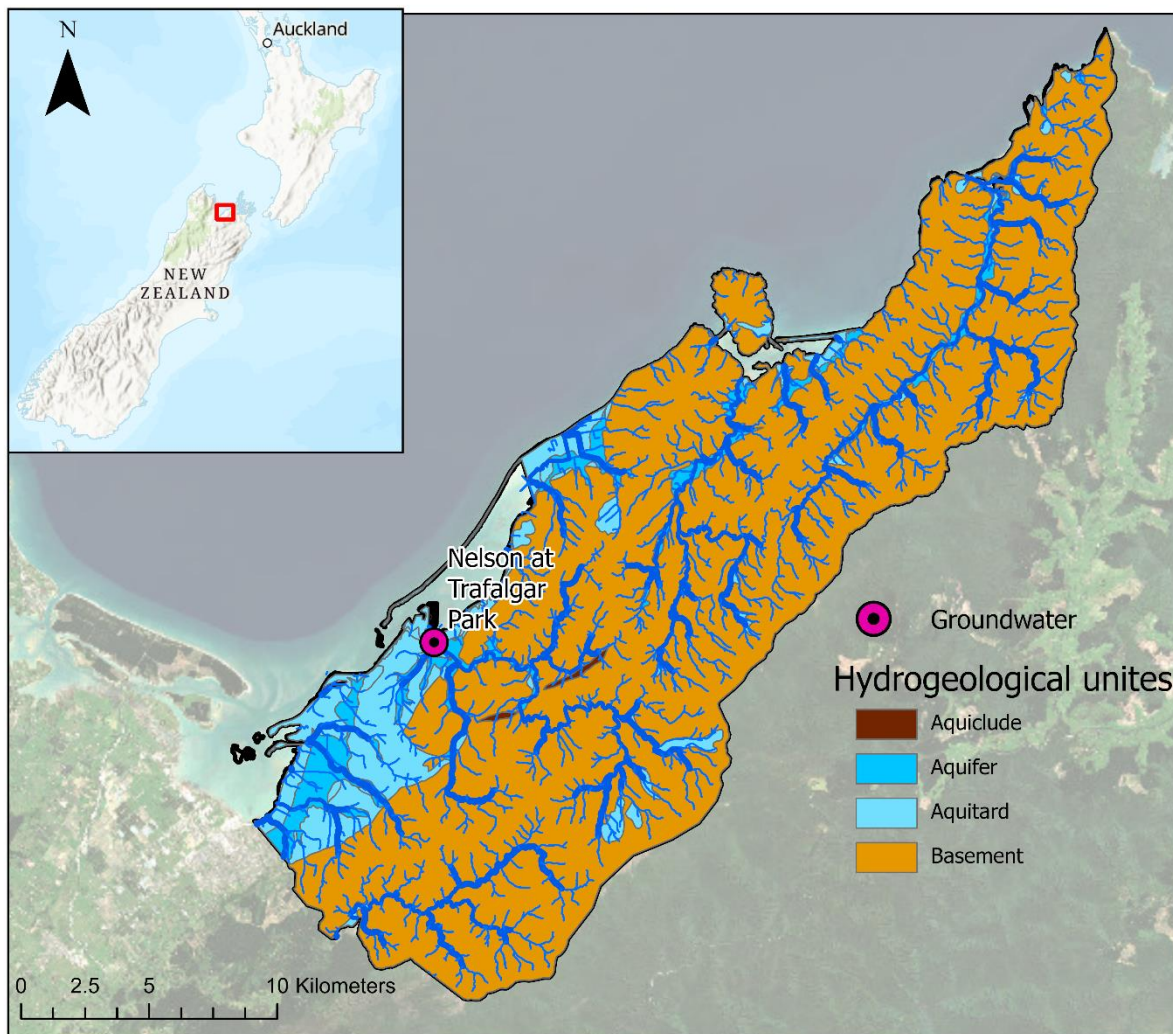 N
Auckland
NEW
ZEALAND
Nelson at
Trafalgar
Park
Groundwater
Hydrogeological unites
Aquiclude
Aquifer
Aquitard
Basement
0 2.5 5 10 Kilometers